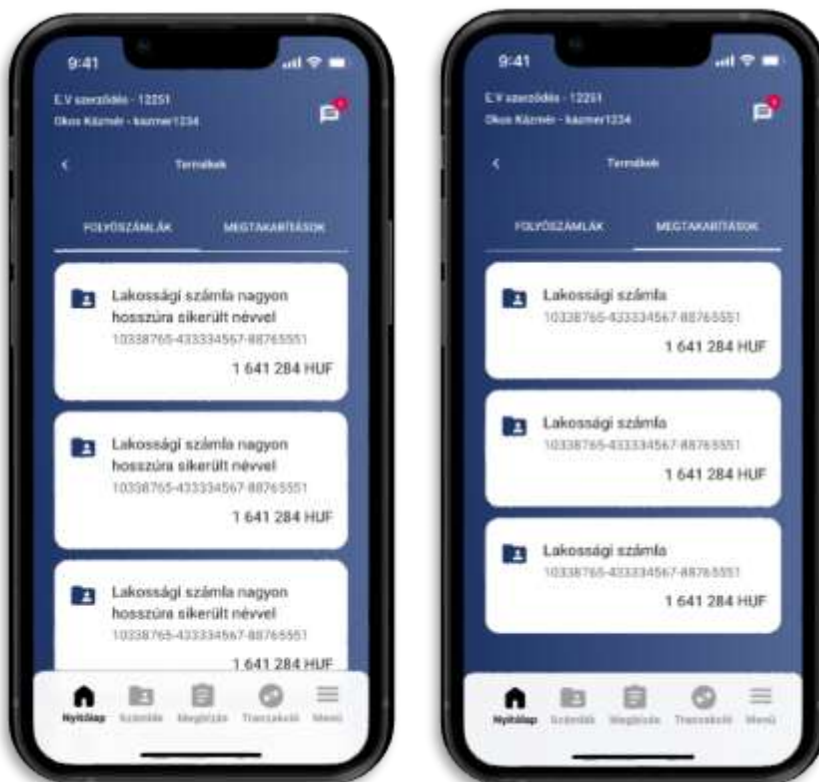 9:41
E.V szerződés - 12251
Okos Kázmér - kazmer1234
Termékek
FOLYÓSZÁMLÁK MEGTAKARÍTÁSOK
Lakossági számla nagyon
hosszúra sikerült névvel
10338765-433334567-88765551
1 641 284 HUF
Lakossági számla nagyon
hosszúra sikerült névvel
10338765-433334567-88765551
1 641 284 HUF
Lakossági számla nagyon
hosszúra sikerült névvel
10338765-433334567-88765551
1 641 284 HUF
Nyitólap Számlák Megbízás Tranzakció Menü
9:41
E.V szerződés - 12251
Okos Kázmér - kazmer1234
Termékek
FOLYÓSZÁMLÁK MEGTAKARÍTÁSOK
Lakossági számla
10338765-433334567-88765551
1 641 284 HUF
Lakossági számla
10338765-433334567-88765551
1 641 284 HUF
Lakossági számla
10338765-433334567-88765551
1 641 284 HUF
Nyitólap Számlák Megbízás Tranzakció Menü